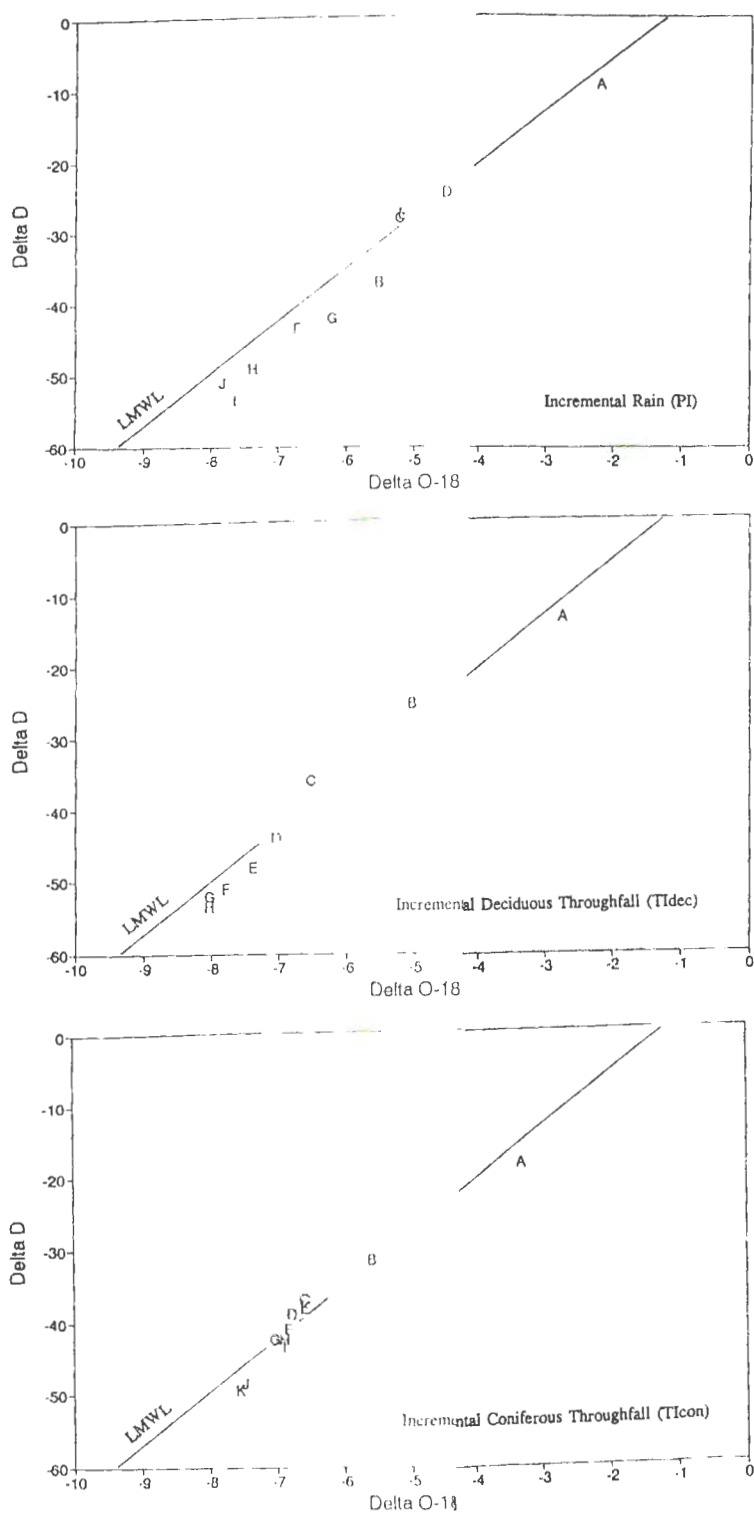 0
-10
A
-20
D
C
Delta D
-30
B
-40
F
G
H
-50
J
I
LMWL
Incremental Rain (PI)
-60
-10
-9
-8
-7
-6
-5
-4
-3
-2
-1
0
Delta O-18
0
-10
A
-20
B
Delta D
-30
C
-40
D
E
-50
F
G
H
LMWL
Incremental Deciduous Throughfall (TIdec)
-60
-10
-9
-8
-7
-6
-5
-4
-3
-2
-1
0
Delta O-18
0
-10
A
-20
Delta D
-30
B
C
D
-40
E
G
J
K
-50
LMWL
Incremental Coniferous Throughfall (TIcon)
-60
-10
-9
-8
-7
-6
-5
-4
-3
-2
-1
0
Delta O-18